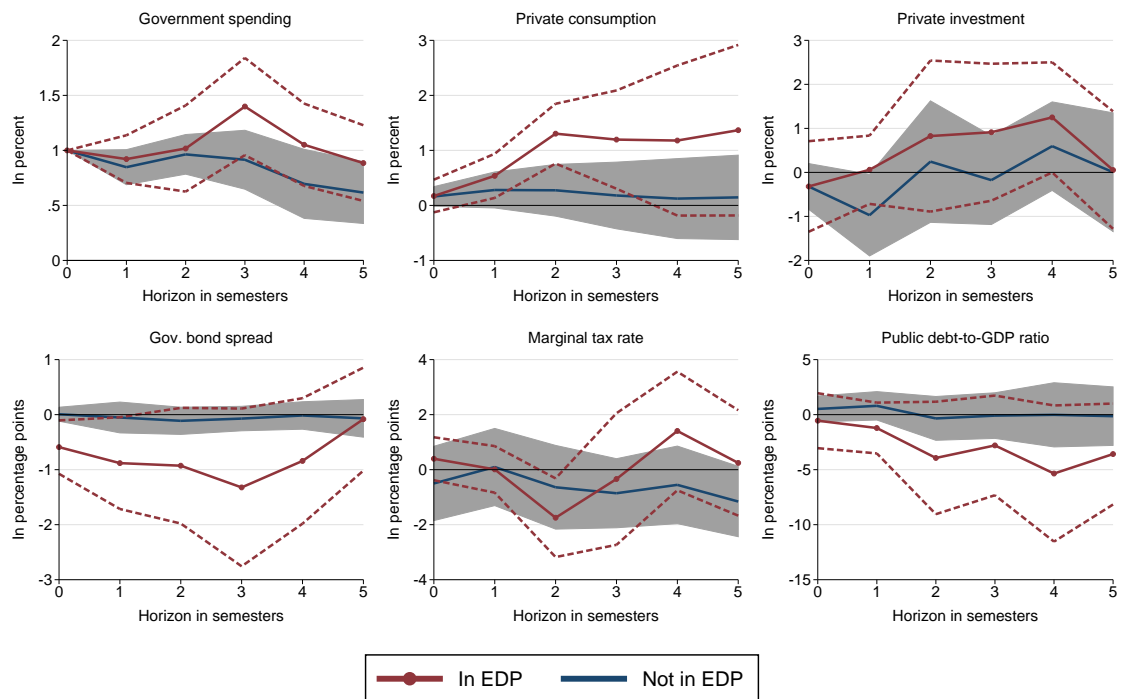 Government spending
In percent
2
1.5
1
.5
0
0 1 2 3 4 5
Horizon in semesters
Private consumption
In percent
3
2
1
0
-1
0 1 2 3 4 5
Horizon in semesters
Private investment
In percent
3
2
1
0
-1
-2
0 1 2 3 4 5
Horizon in semesters
Gov. bond spread
In percentage points
1
0
-1
-2
-3
0 1 2 3 4 5
Horizon in semesters
Marginal tax rate
In percentage points
4
2
0
-2
-4
0 1 2 3 4 5
Horizon in semesters
Public debt-to-GDP ratio
In percentage points
5
0
-5
-10
-15
0 1 2 3 4 5
Horizon in semesters
In EDP Not in EDP